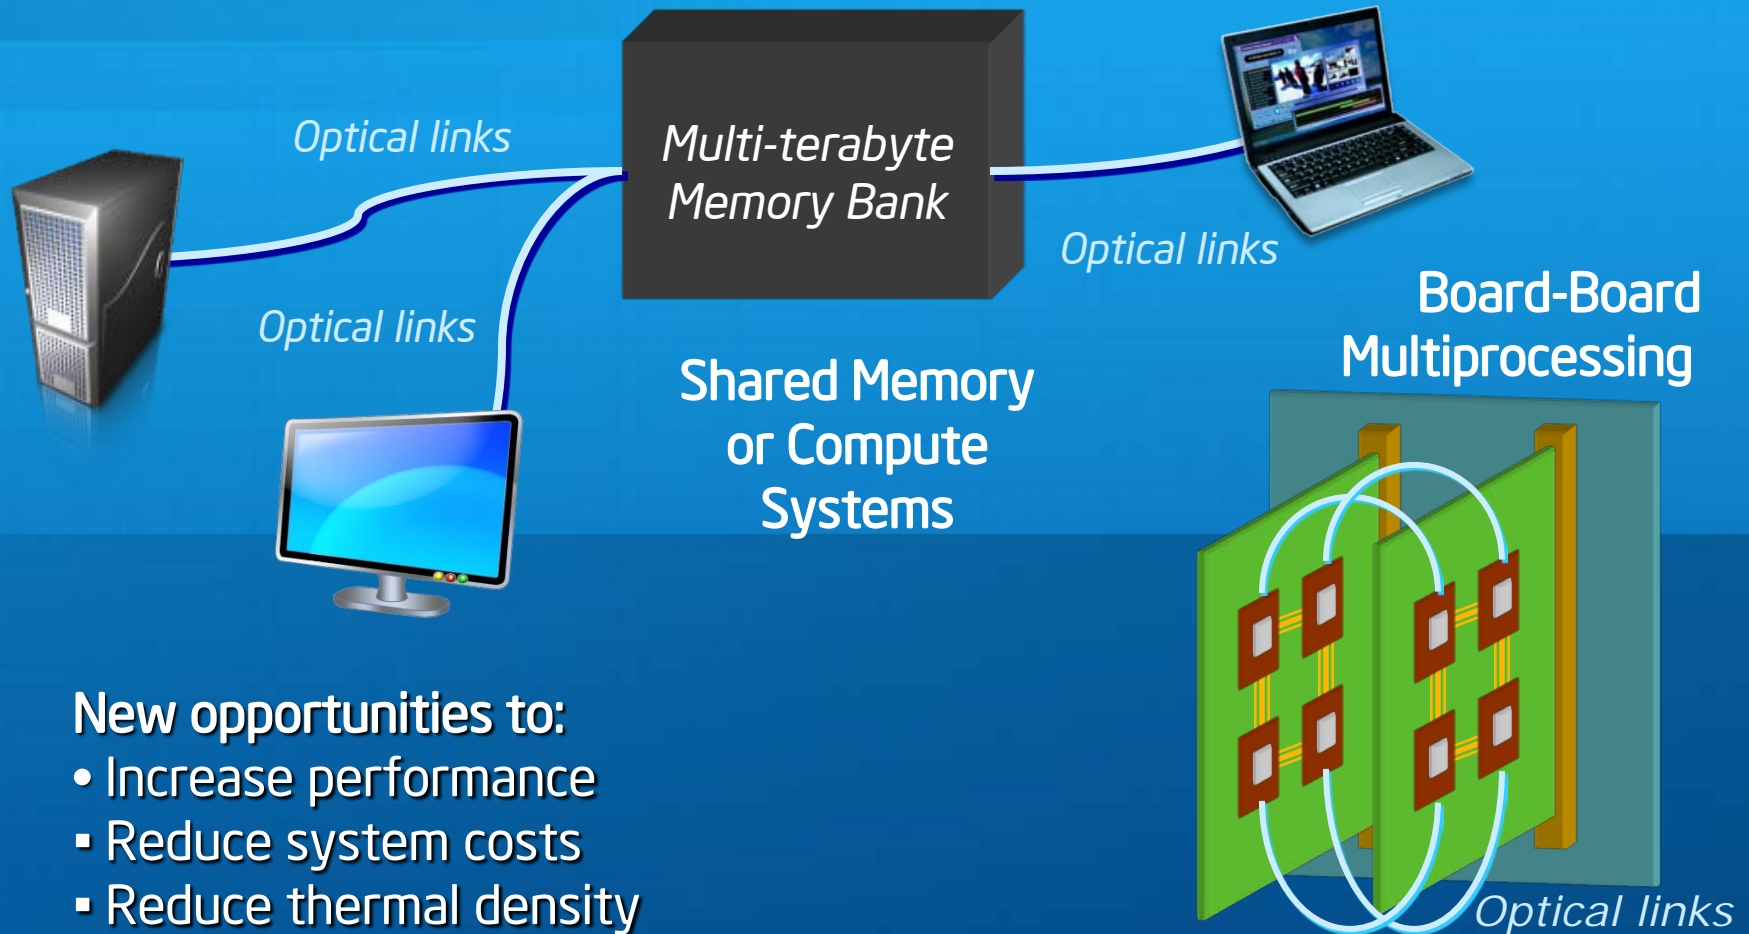 Optical links
Multi-terabyte
Memory Bank
Optical links
Optical links
Board-Board
Multiprocessing
Shared Memory
or Compute
Systems
New opportunities to:
• Increase performance
▪ Reduce system costs
▪ Reduce thermal density
Optical links